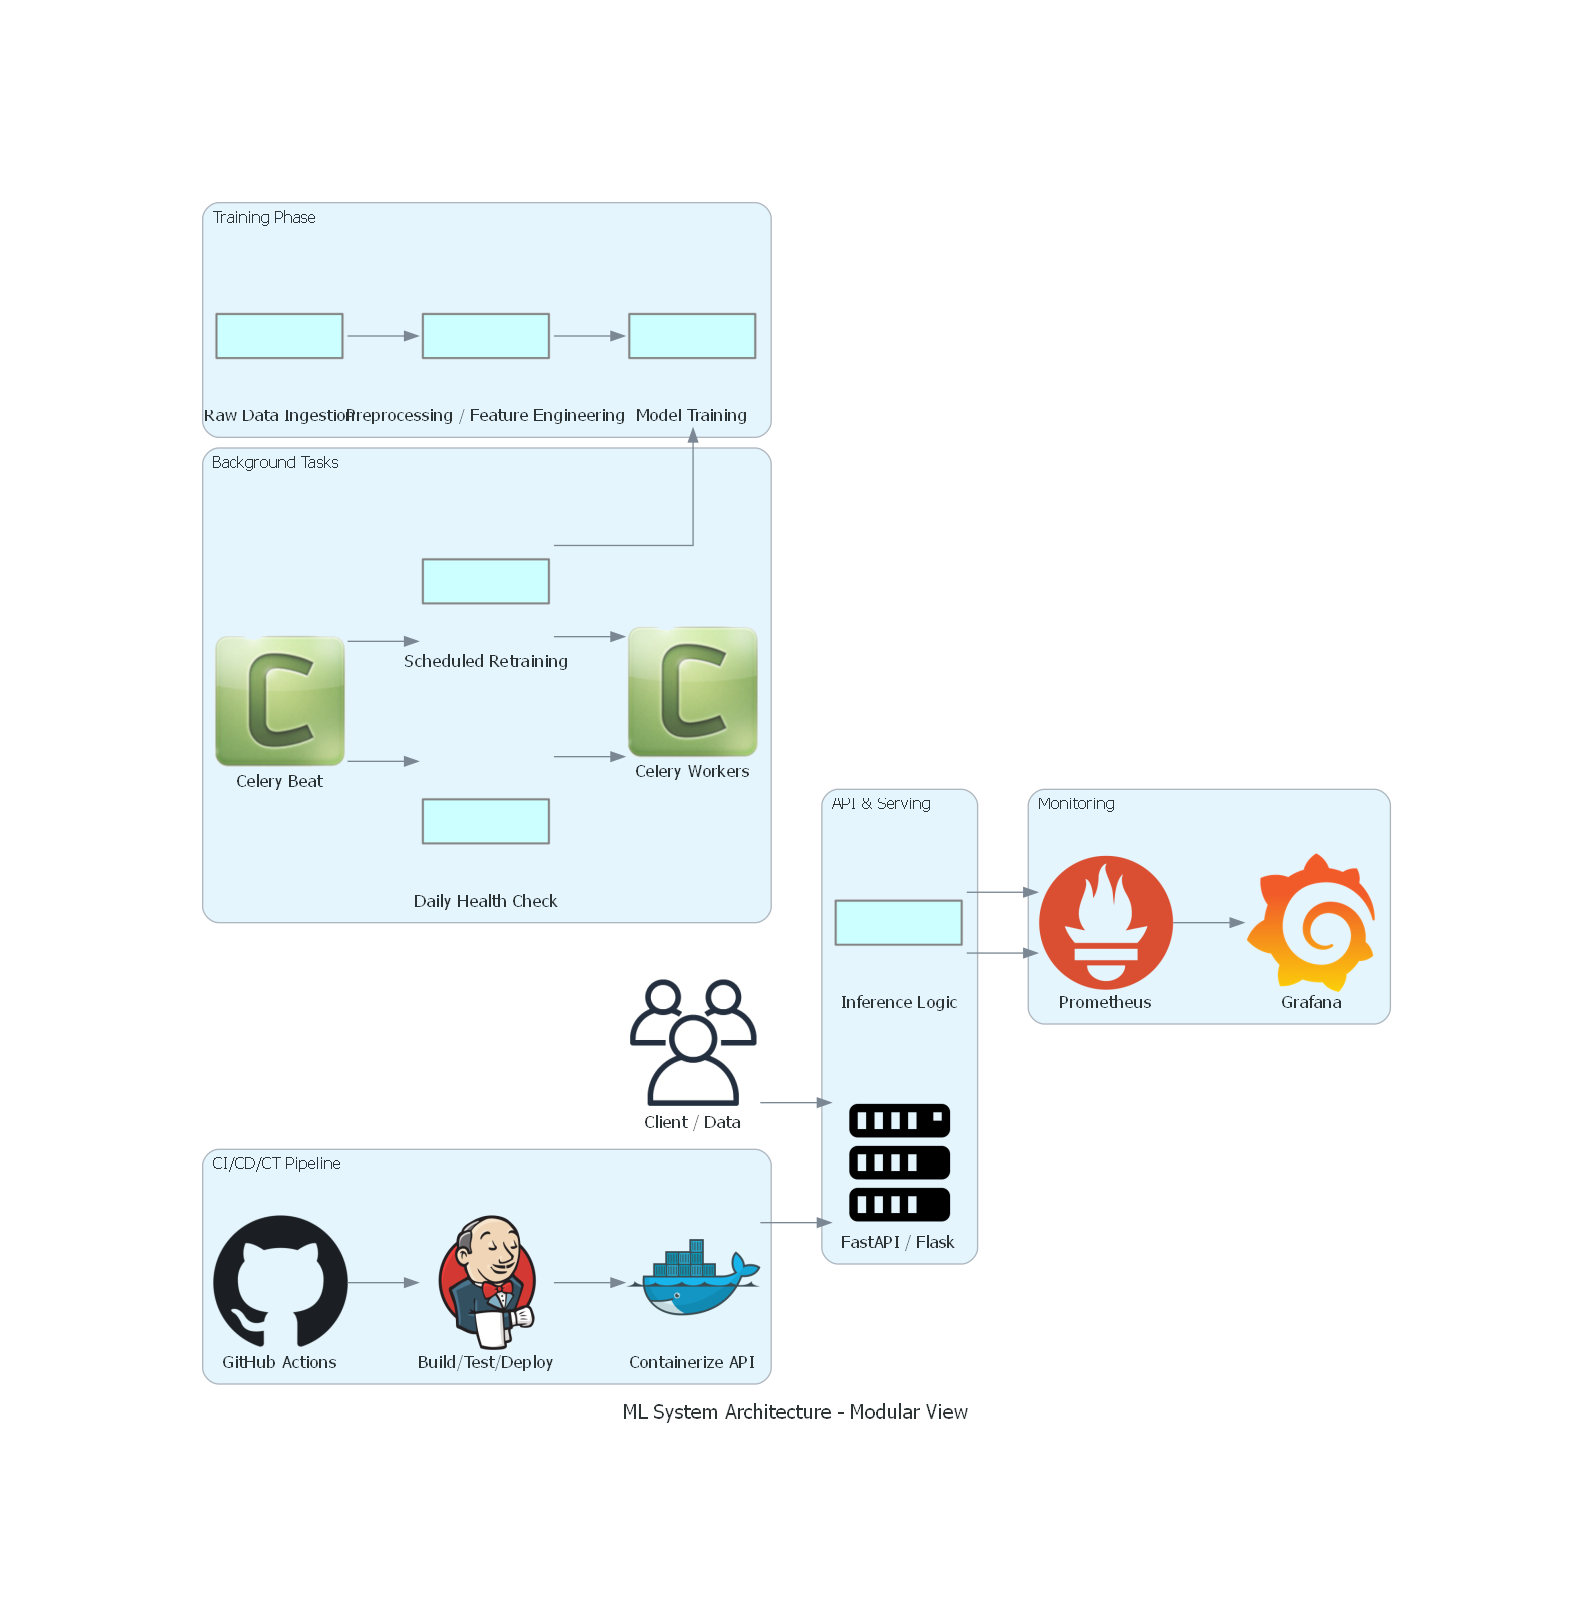 Training Phase
Raw Data Ingestion
Preprocessing / Feature Engineering
Model Training
Background Tasks
Scheduled Retraining
Celery Beat
Celery Workers
Daily Health Check
API & Serving
Monitoring
Inference Logic
Prometheus
Grafana
Client / Data
FastAPI / Flask
CI/CD/CT Pipeline
GitHub Actions
Build/Test/Deploy
Containerize API
ML System Architecture - Modular View